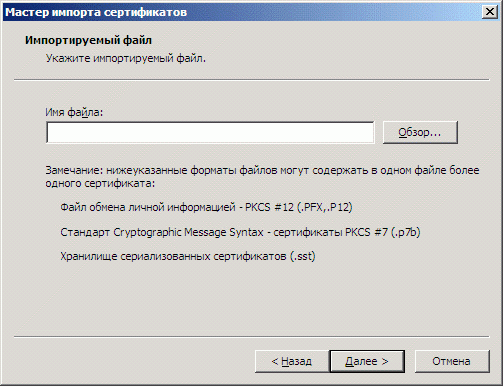 Мастер импорта сертификатов
Импортируемый файл
Укажите импортируемый файл.
Имя файла:
Обзор...
Замечание: нижеуказанные форматы файлов могут содержать в одном файле более
одного сертификата:
Файл обмена личной информацией - PKCS #12 (.PFX,.P12)
Стандарт Cryptographic Message Syntax - сертификаты PKCS #7 (.p7b)
Хранилище сериализованных сертификатов (.sst)
< Назад Далее > Отмена